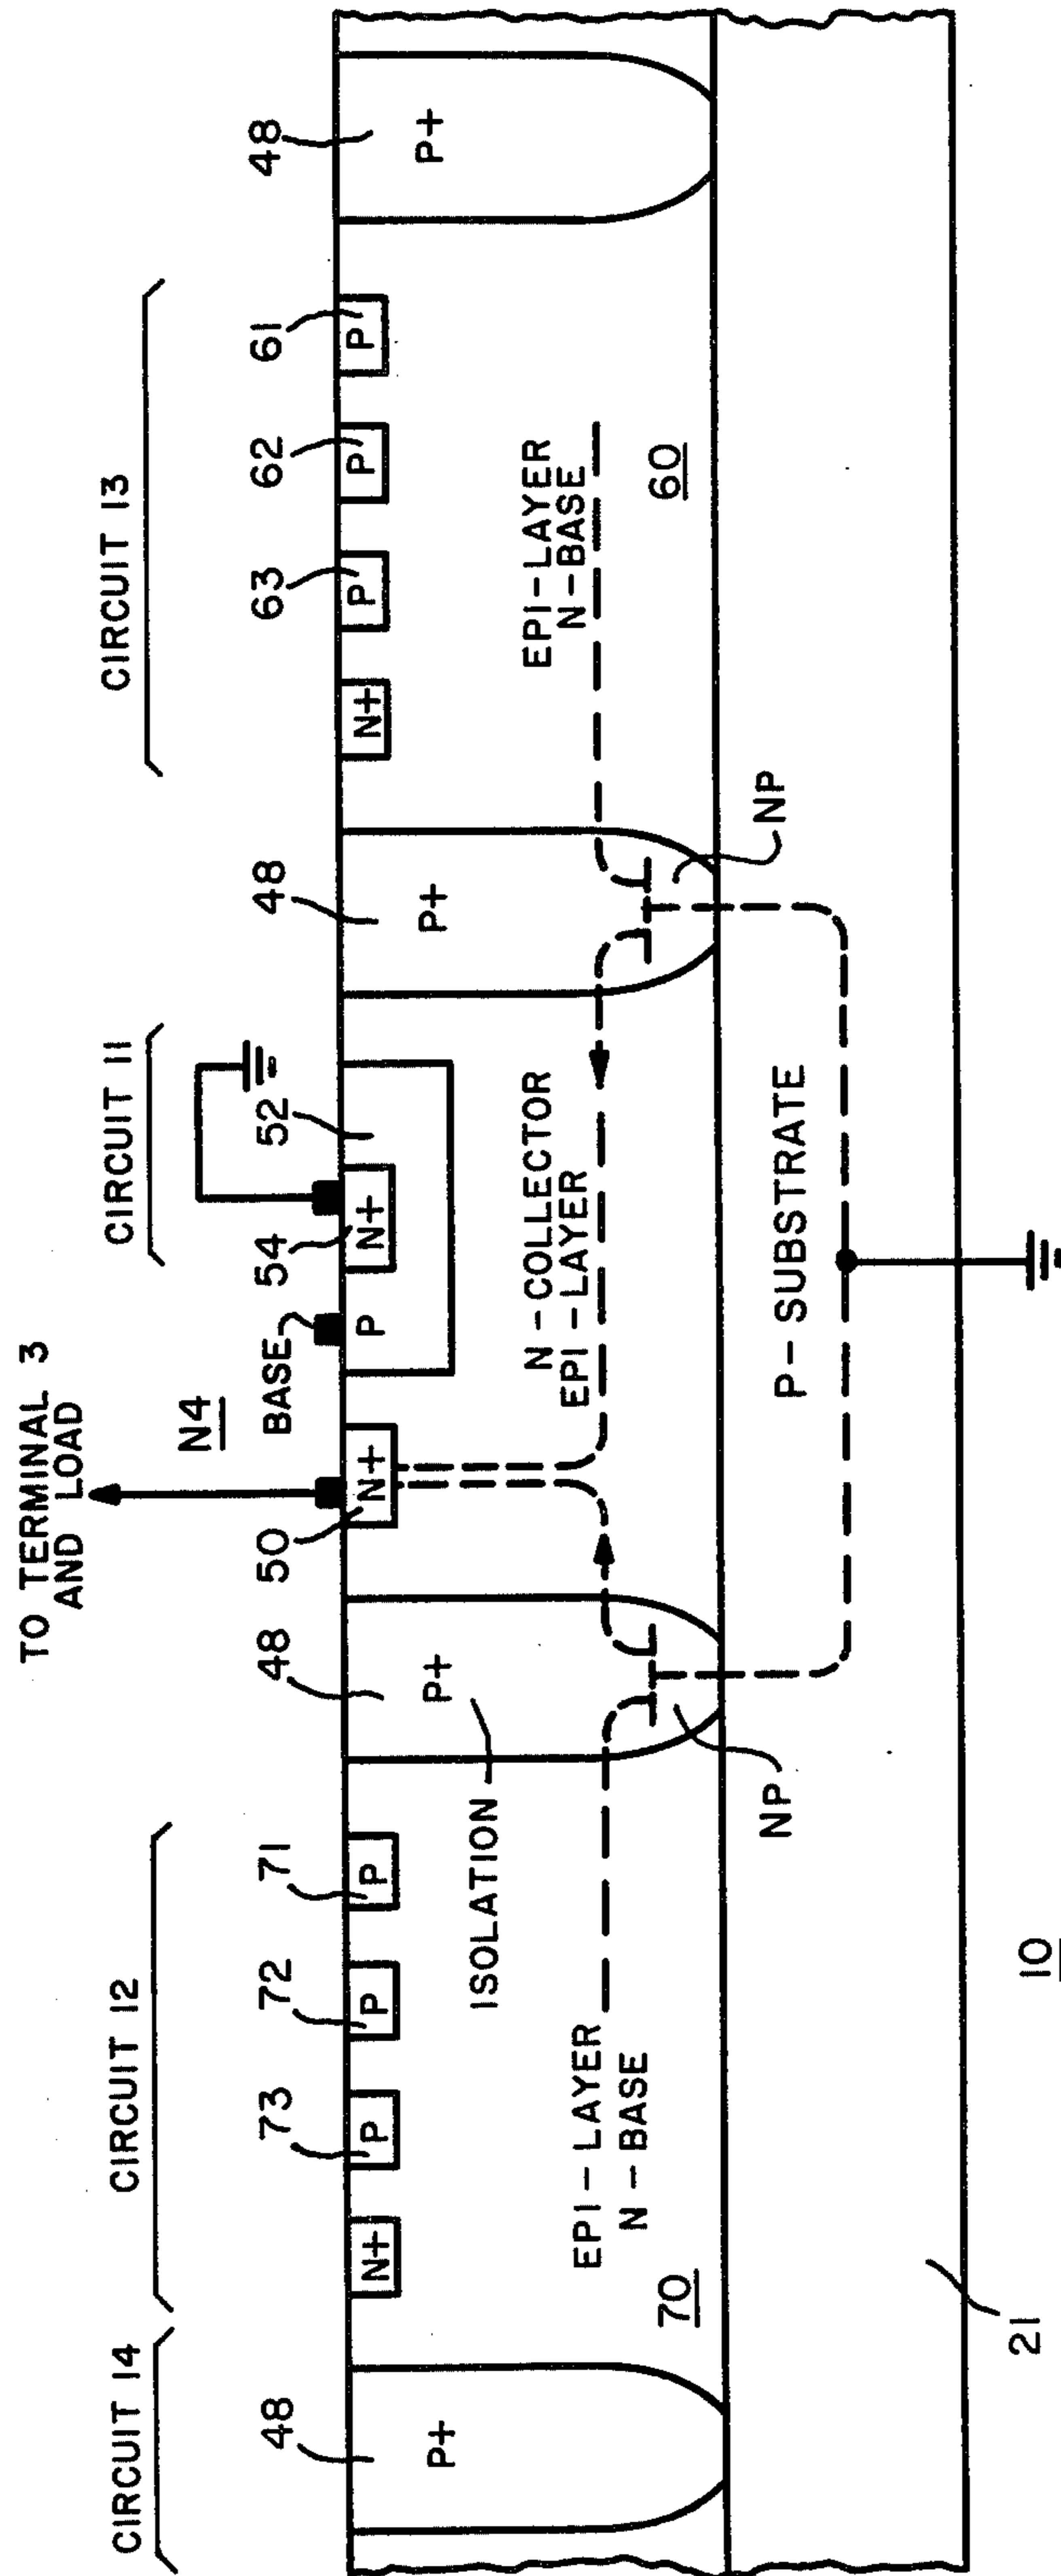 TO TERMINAL 3
AND LOAD
CIRCUIT 14
CIRCUIT 12
CIRCUIT 11
CIRCUIT 13
N4
48
73
72
71
48
50
BASE
54
52
48
63
62
61
48
N+
P
P
P
N+
P
N+
N+
P
P
P
P+
P+
P+
P+
ISOLATION
EPI-LAYER
N-BASE
N-COLLECTOR
EPI-LAYER
EPI-LAYER
N-BASE
70
60
NP
NP
P-SUBSTRATE
21
10